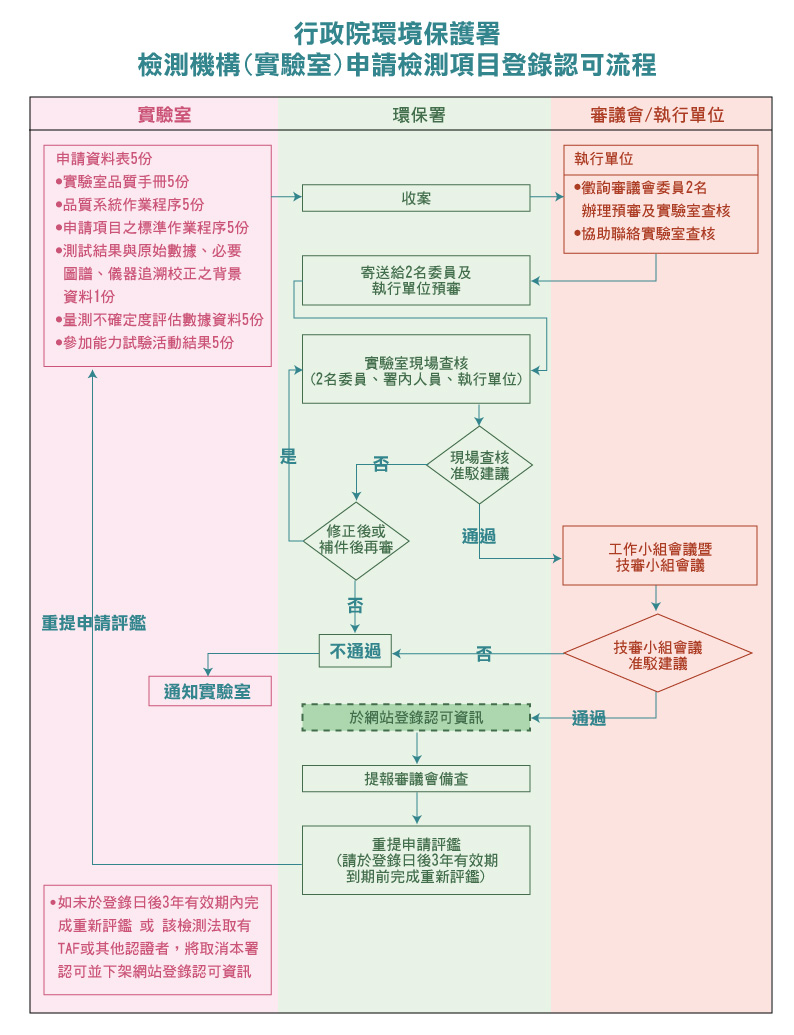 行政院環境保護署
檢測機構(實驗室)申請檢測項目登錄認可流程
實驗室
環保署
審議會/執行單位
申請資料表5份
•實驗室品質手冊5份
•品質系統作業程序5份
•申請項目之標準作業程序5份
•測試結果與原始數據、必要
圖譜、儀器追溯校正之背景
資料1份
•量測不確定度評估數據資料5份
•參加能力試驗活動結果5份
收案
執行單位
•徵詢審議會委員2名
辦理預審及實驗室查核
•協助聯絡實驗室查核
寄送給2名委員及
執行單位預審
實驗室現場查核
(2名委員、署內人員、執行單位)
是
否
現場查核
准駁建議
修正後或
補件後再審
通過
工作小組會議暨
技審小組會議
否
重提申請評鑑
不通過
否
技審小組會議
准駁建議
通知實驗室
於網站登錄認可資訊
通過
提報審議會備查
重提申請評鑑
(請於登錄日後3年有效期
到期前完成重新評鑑)
•如未於登錄日後3年有效期內完
成重新評鑑 或 該檢測法取有
TAF或其他認證者，將取消本署
認可並下架網站登錄認可資訊